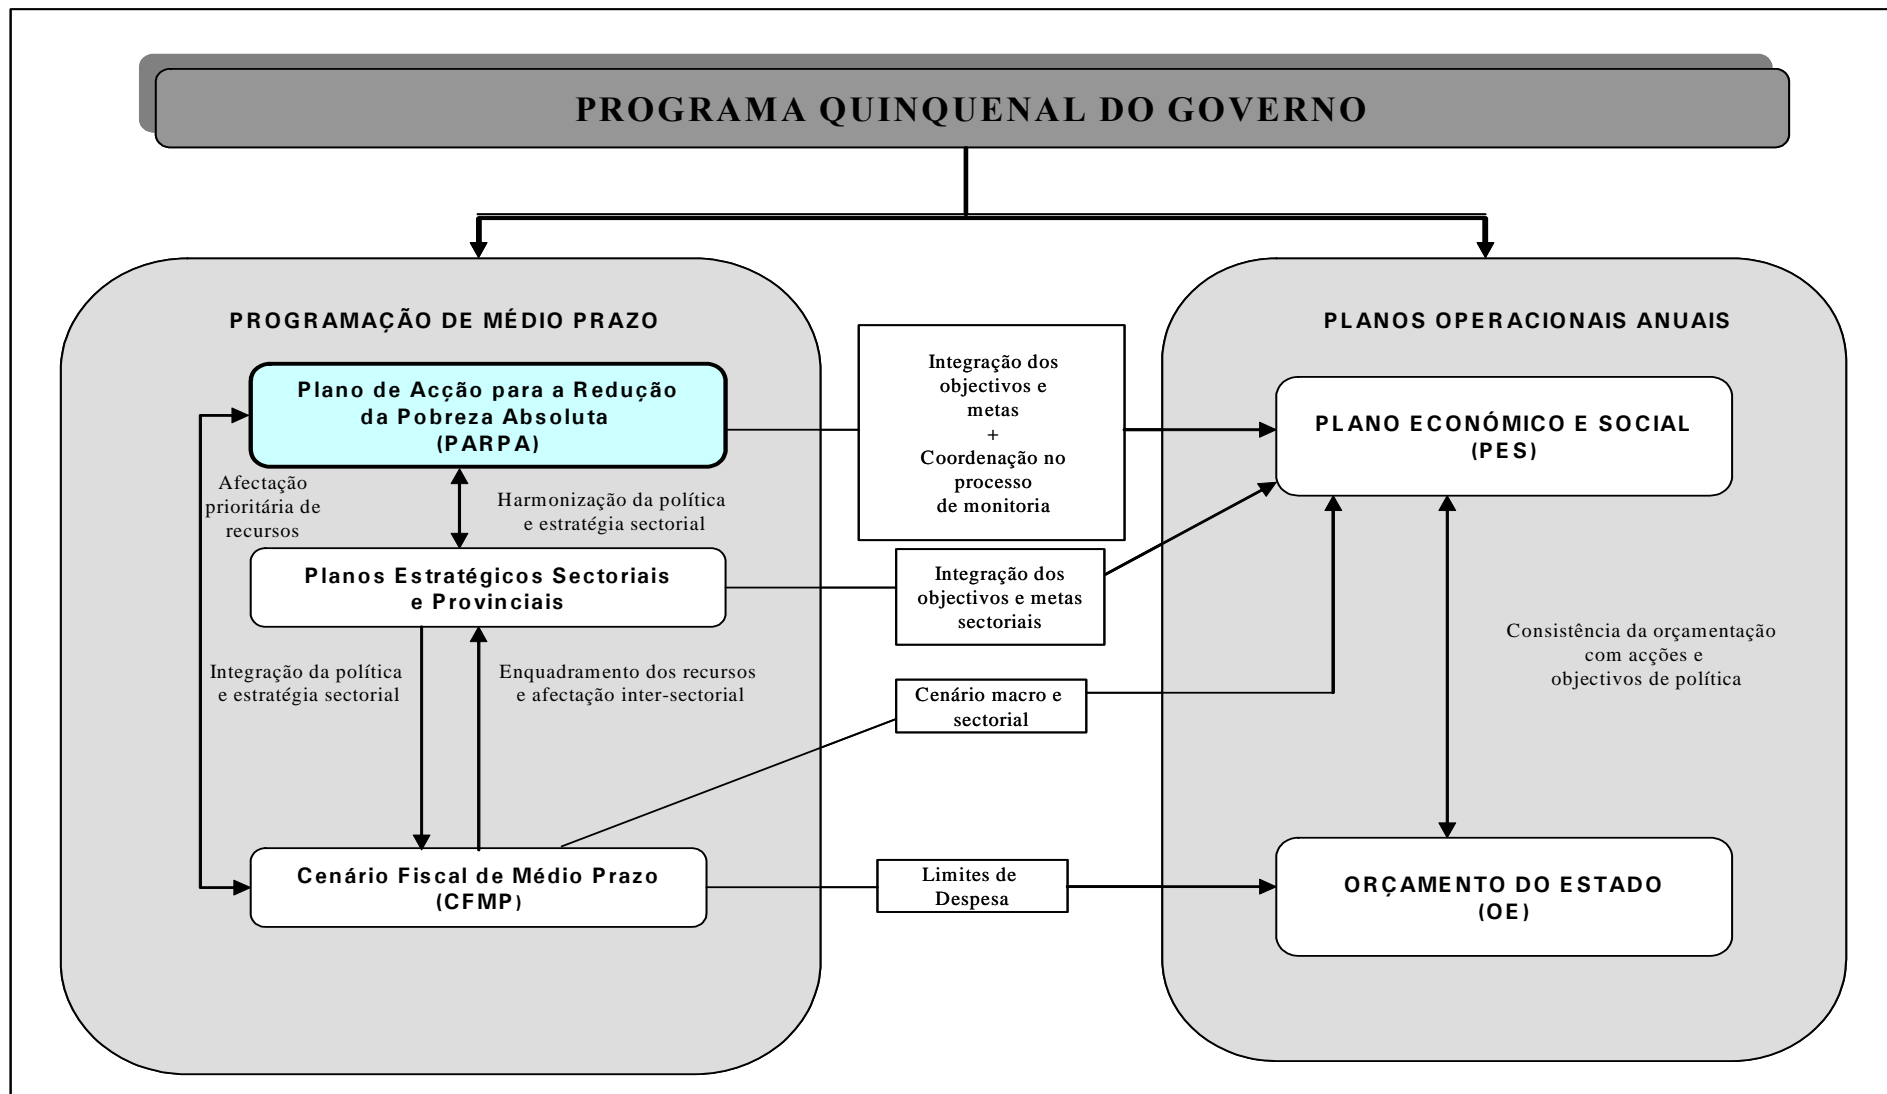 PROGRAMA QUINQUENAL DO GOVERNO
PROGRAMAÇÃO DE MÉDIO PRAZO
Plano de Acção para a Redução
da Pobreza Absoluta
(PARPA)
Afectação
prioritária de
recursos
Harmonização da política
e estratégia sectorial
Planos Estratégicos Sectoriais
e Provinciais
Integração da política
e estratégia sectorial
Enquadramento dos recursos
e afectação inter-sectorial
Cenário Fiscal de Médio Prazo
(CFMP)
Integração dos
objectivos e
metas
+
Coordenação no
processo
de monitoria
Integração dos
objectivos e metas
sectoriais
Cenário macro e
sectorial
Limites de
Despesa
PLANOS OPERACIONAIS ANUAIS
PLANO ECONÓMICO E SOCIAL
(PES)
Consistência da orçamentação
com acções e
objectivos de política
ORÇAMENTO DO ESTADO
(OE)